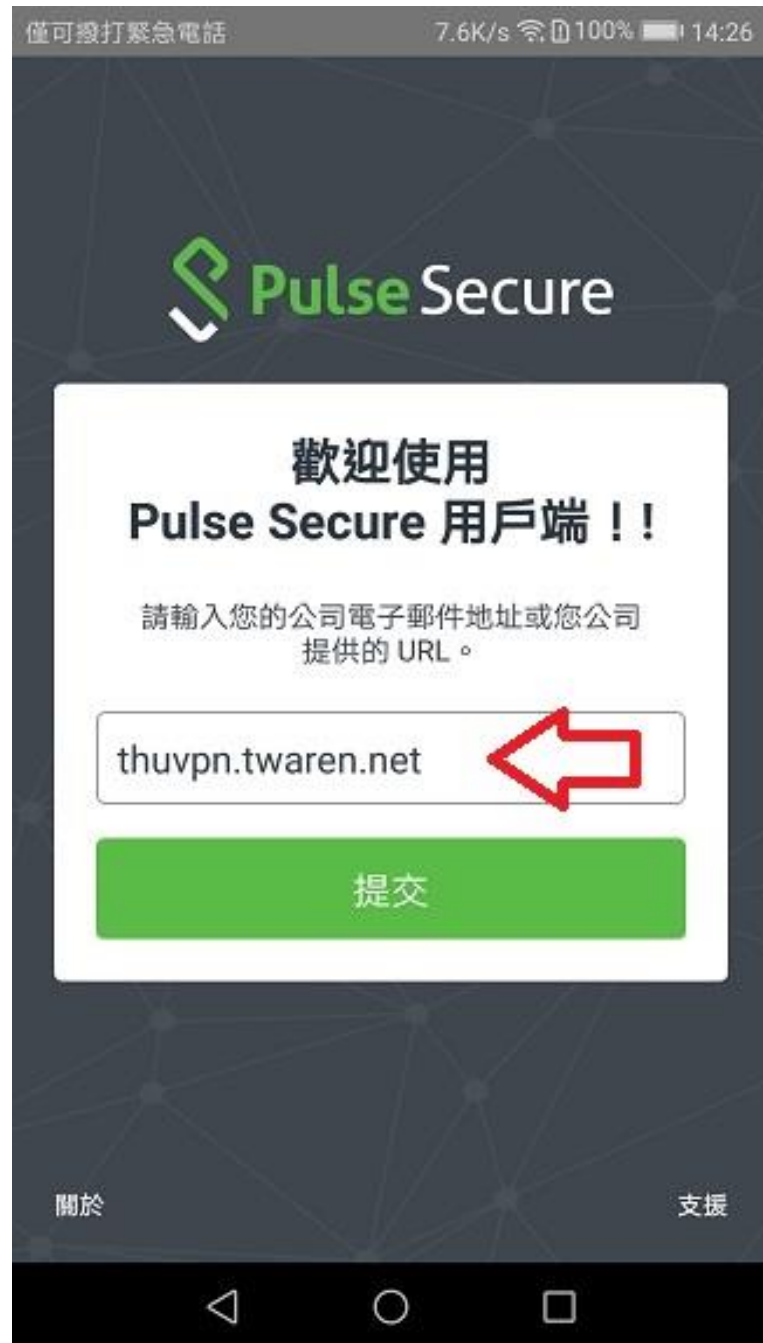 僅可撥打緊急電話 7.6K/s 100% 14:26
Pulse Secure
歡迎使用
Pulse Secure 用戶端！!
請輸入您的公司電子郵件地址或您公司
提供的 URL。
thuvpn.twaren.net
提交
關於 支援